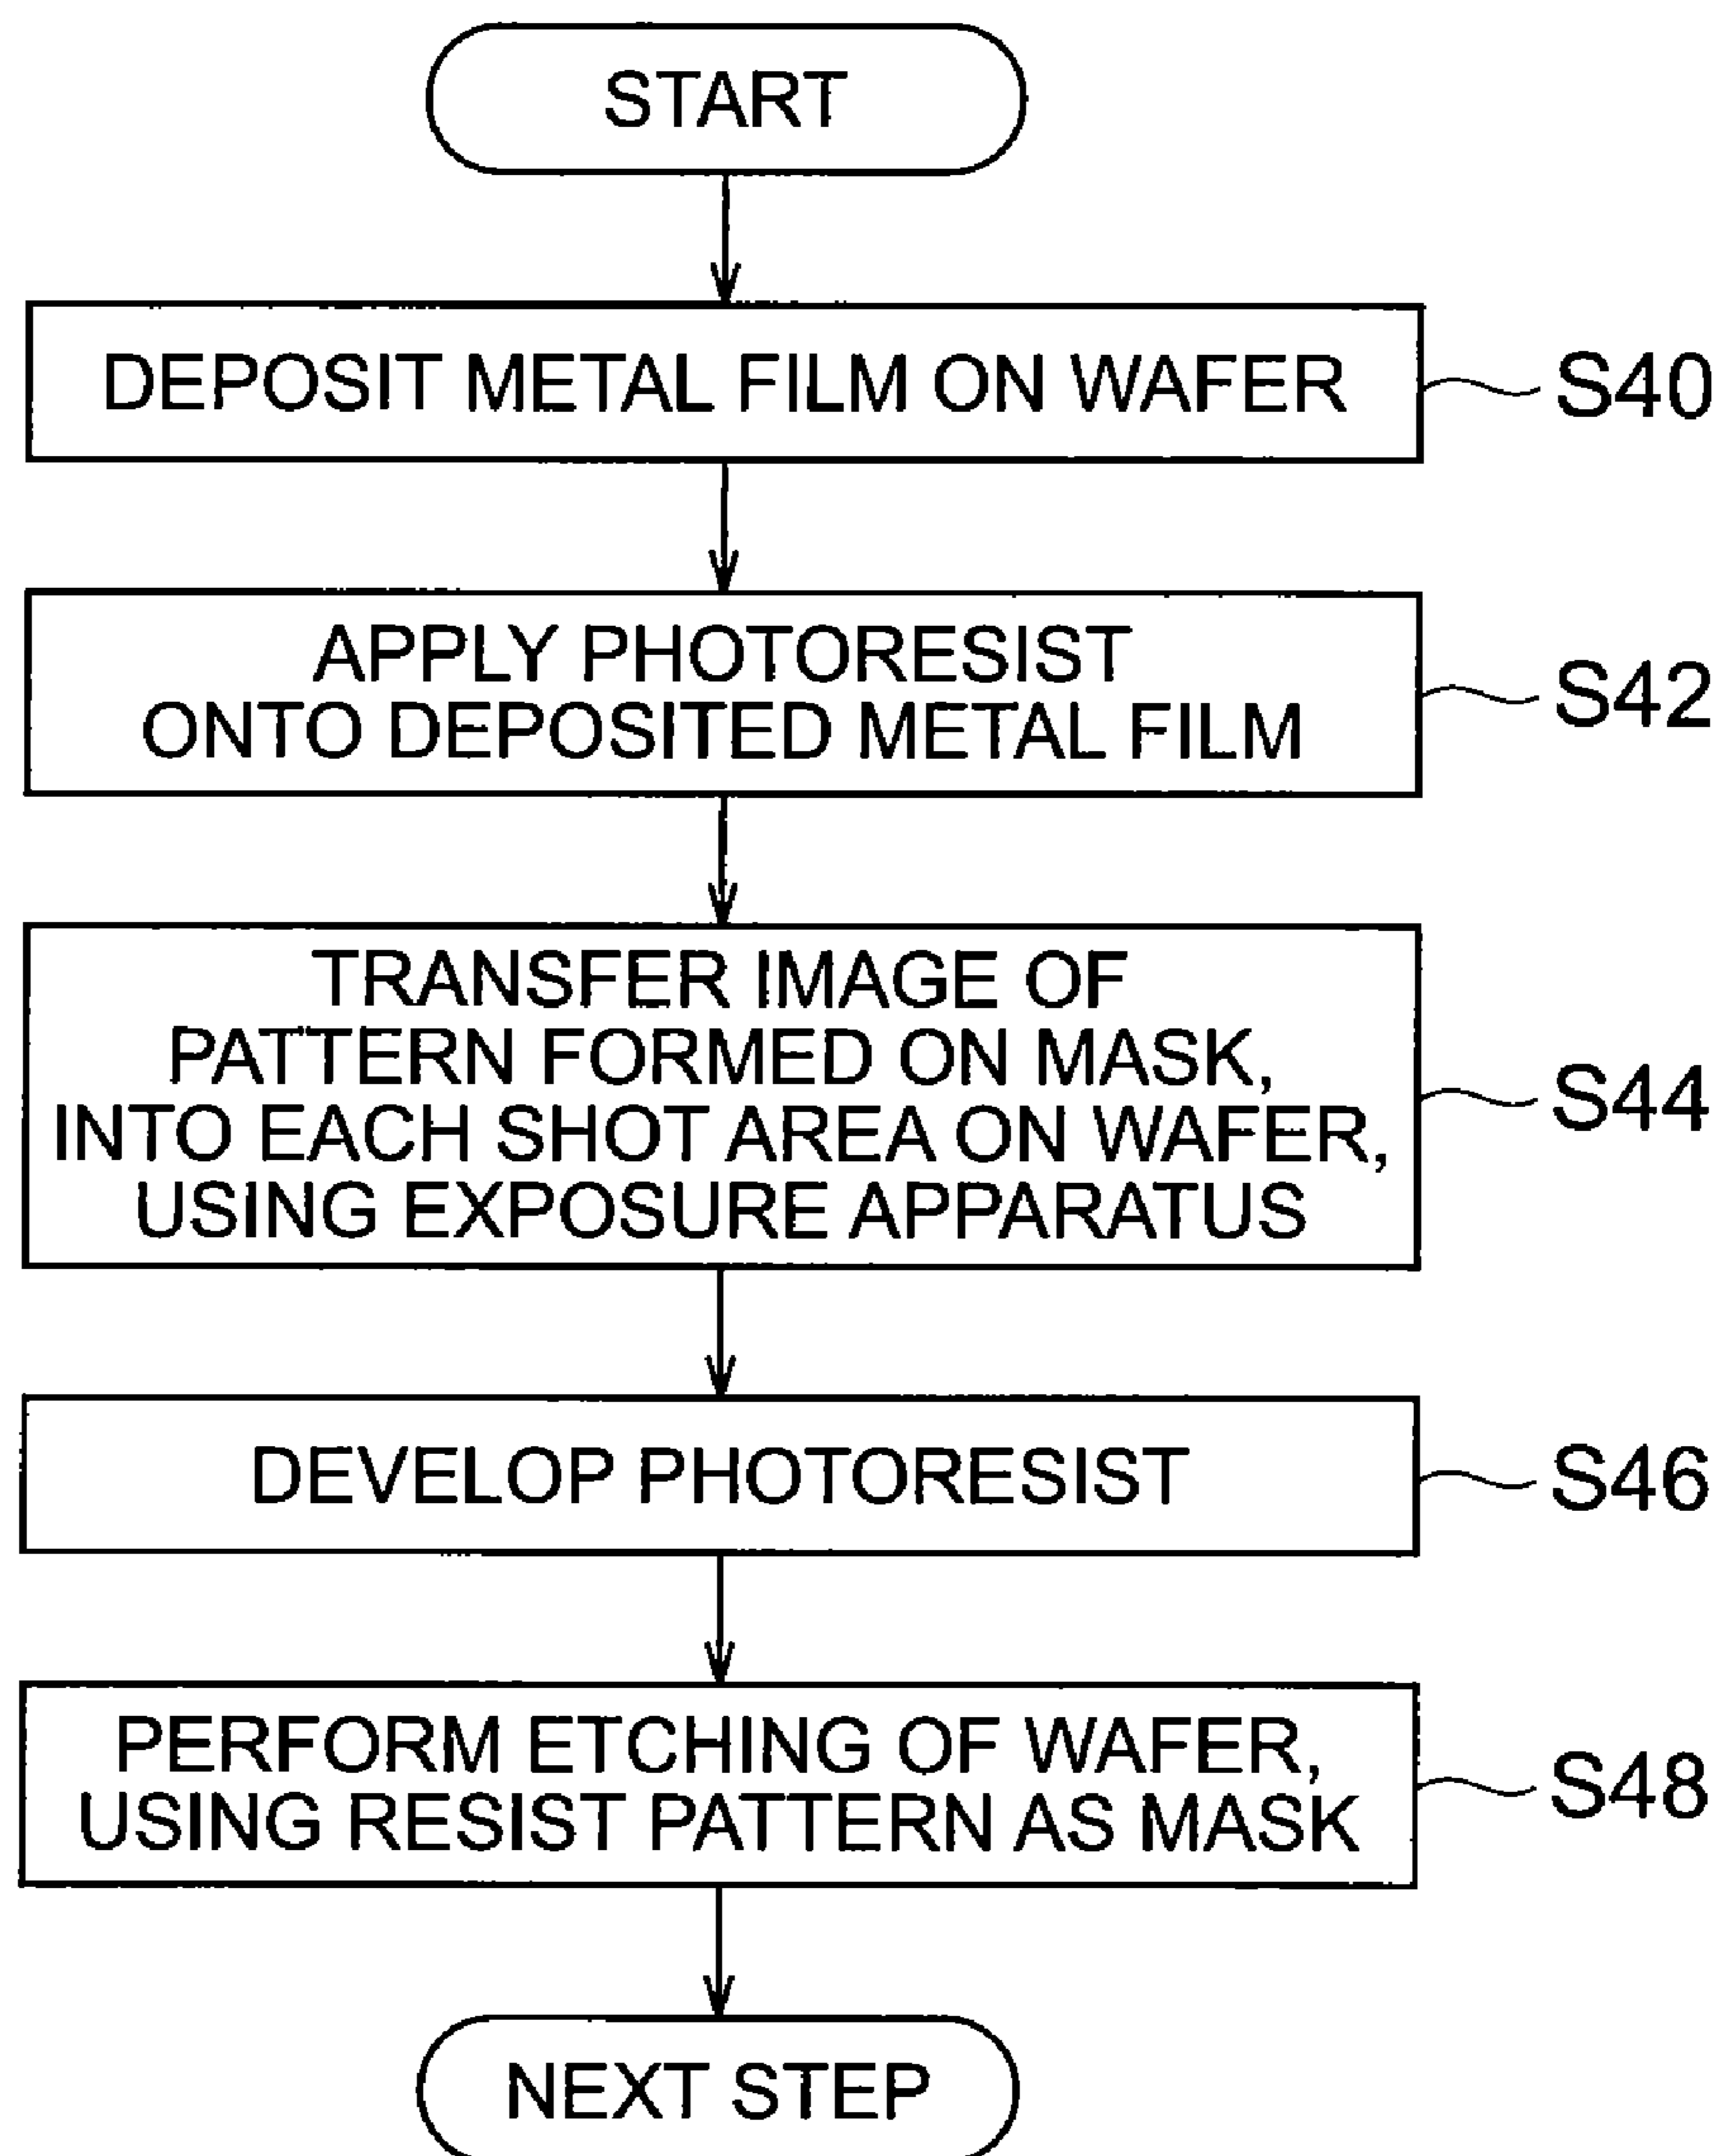 START
DEPOSIT METAL FILM ON WAFER
S40
APPLY PHOTORESIST
ONTO DEPOSITED METAL FILM
S42
TRANSFER IMAGE OF
PATTERN FORMED ON MASK,
INTO EACH SHOT AREA ON WAFER,
USING EXPOSURE APPARATUS
S44
DEVELOP PHOTORESIST
S46
PERFORM ETCHING OF WAFER,
USING RESIST PATTERN AS MASK
S48
NEXT STEP